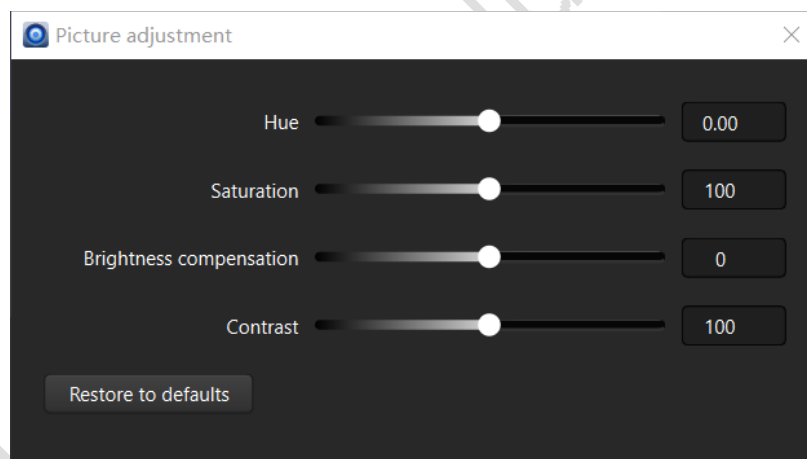 Picture adjustment
Hue 0.00
Saturation 100
Brightness compensation 0
Contrast 100
Restore to defaults